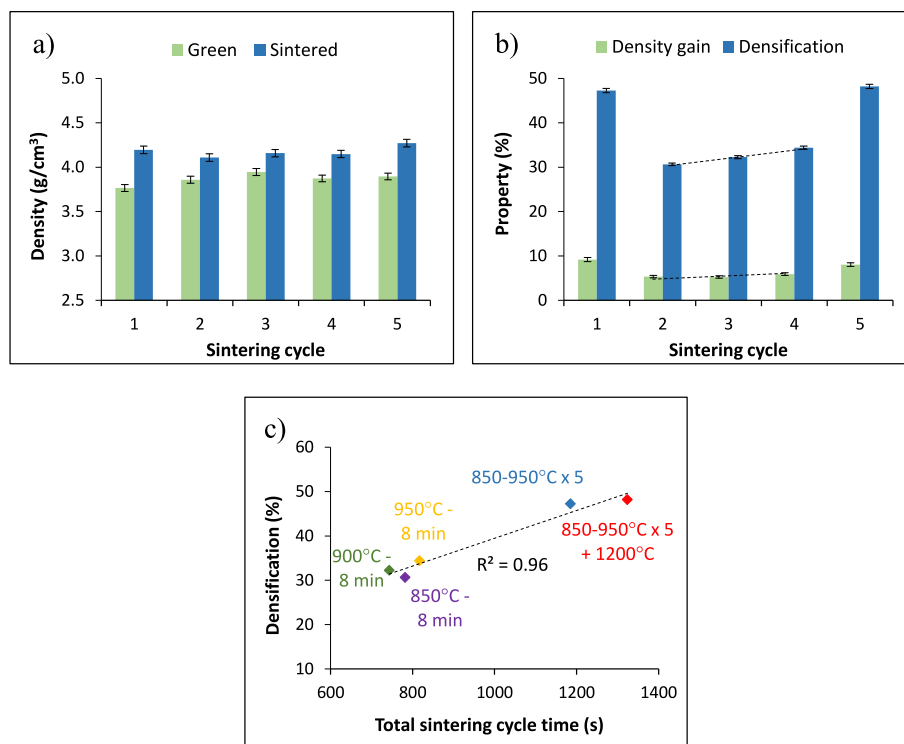 a)
Green Sintered
5.0
4.5
4.0
3.5
3.0
2.5
Density (g/cm³)
1 2 3 4 5
Sintering cycle
b)
Density gain Densification
50
40
30
20
10
0
Property (%)
1 2 3 4 5
Sintering cycle
c)
60
50
40
30
20
10
Densification (%)
850-950°C x 5
950°C -
8 min
900°C -
8 min
850°C -
8 min
R² = 0.96
850-950°C x 5
+ 1200°C
600 800 1000 1200 1400
Total sintering cycle time (s)